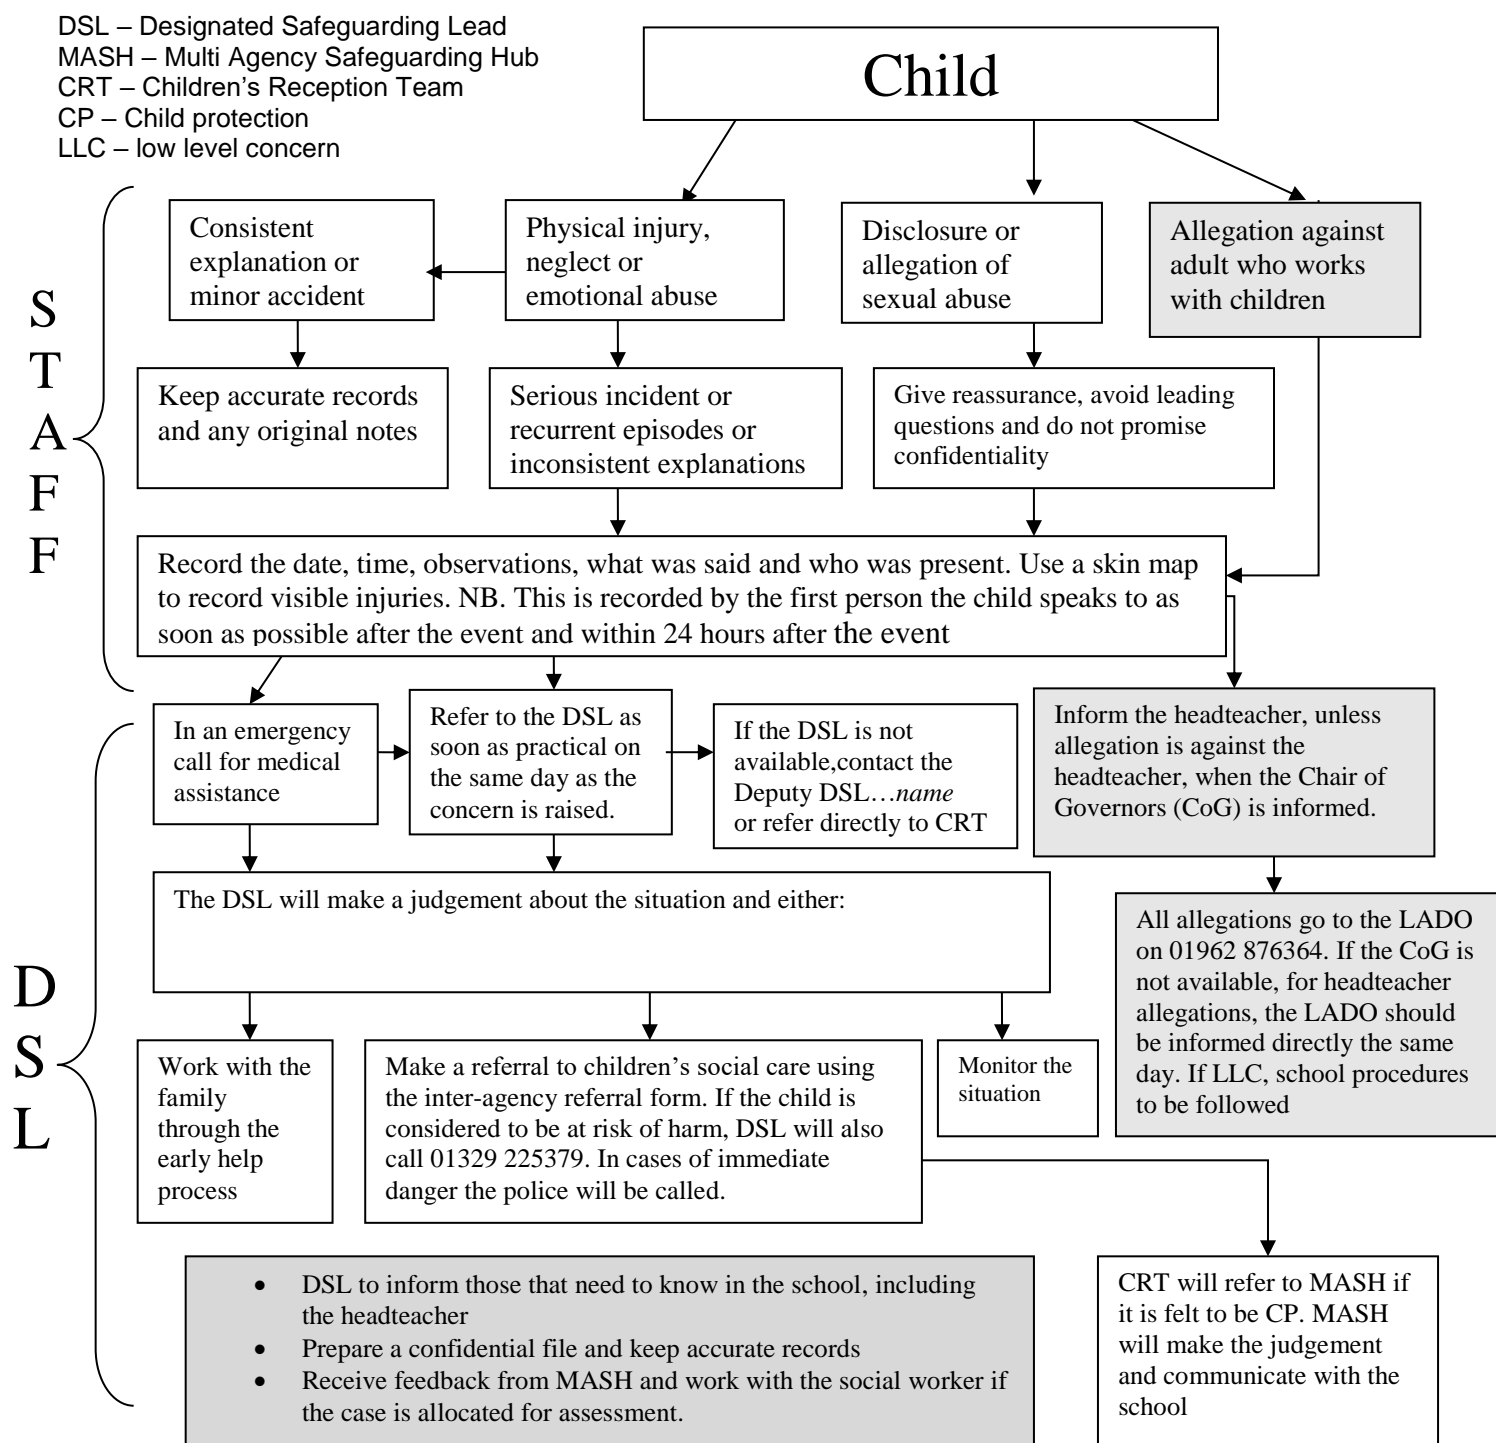 DSL – Designated Safeguarding Lead
MASH – Multi Agency Safeguarding Hub
CRT – Children's Reception Team
CP – Child protection
LLC – low level concern
Child
S
T
A
F
F
Consistent
explanation or
minor accident
Physical injury,
neglect or
emotional abuse
Disclosure or
allegation of
sexual abuse
Allegation against
adult who works
with children
Keep accurate records
and any original notes
Serious incident or
recurrent episodes or
inconsistent explanations
Give reassurance, avoid leading
questions and do not promise
confidentiality
Record the date, time, observations, what was said and who was present. Use a skin map
to record visible injuries. NB. This is recorded by the first person the child speaks to as
soon as possible after the event and within 24 hours after the event
D
S
L
In an emergency
call for medical
assistance
Refer to the DSL as
soon as practical on
the same day as the
concern is raised.
If the DSL is not
available,contact the
Deputy DSL…name
or refer directly to CRT
Inform the headteacher, unless
allegation is against the
headteacher, when the Chair of
Governors (CoG) is informed.
The DSL will make a judgement about the situation and either:
All allegations go to the LADO
on 01962 876364. If the CoG is
not available, for headteacher
allegations, the LADO should
be informed directly the same
day. If LLC, school procedures
to be followed
Work with the
family
through the
early help
process
Make a referral to children's social care using
the inter-agency referral form. If the child is
considered to be at risk of harm, DSL will also
call 01329 225379. In cases of immediate
danger the police will be called.
Monitor the
situation
• DSL to inform those that need to know in the school, including
the headteacher
• Prepare a confidential file and keep accurate records
• Receive feedback from MASH and work with the social worker if
the case is allocated for assessment.
CRT will refer to MASH if
it is felt to be CP. MASH
will make the judgement
and communicate with the
school